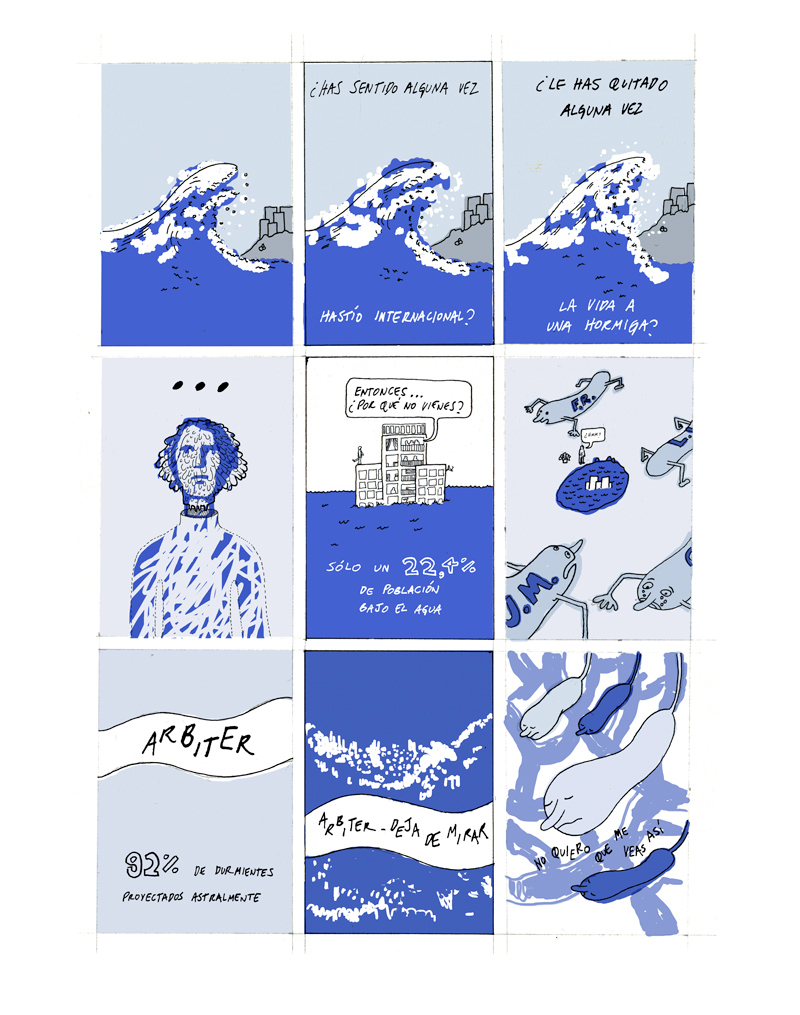 ¿HAS SENTIDO ALGUNA VEZ
HASTÍO INTERNACIONAL?
¿LE HAS QUITADO
ALGUNA VEZ
LA VIDA A
UNA HORMIGA?
ENTONCES...
¿POR QUÉ NO VIENES?
SÓLO UN 22,4%
DE POBLACIÓN
BAJO EL AGUA
F.R.
J.M.
ARBITER
92% DE DURMIENTES
PROYECTADOS ASTRALMENTE
ARBITER - DEJA DE MIRAR
NO QUIERO QUE ME VEAS ASÍ